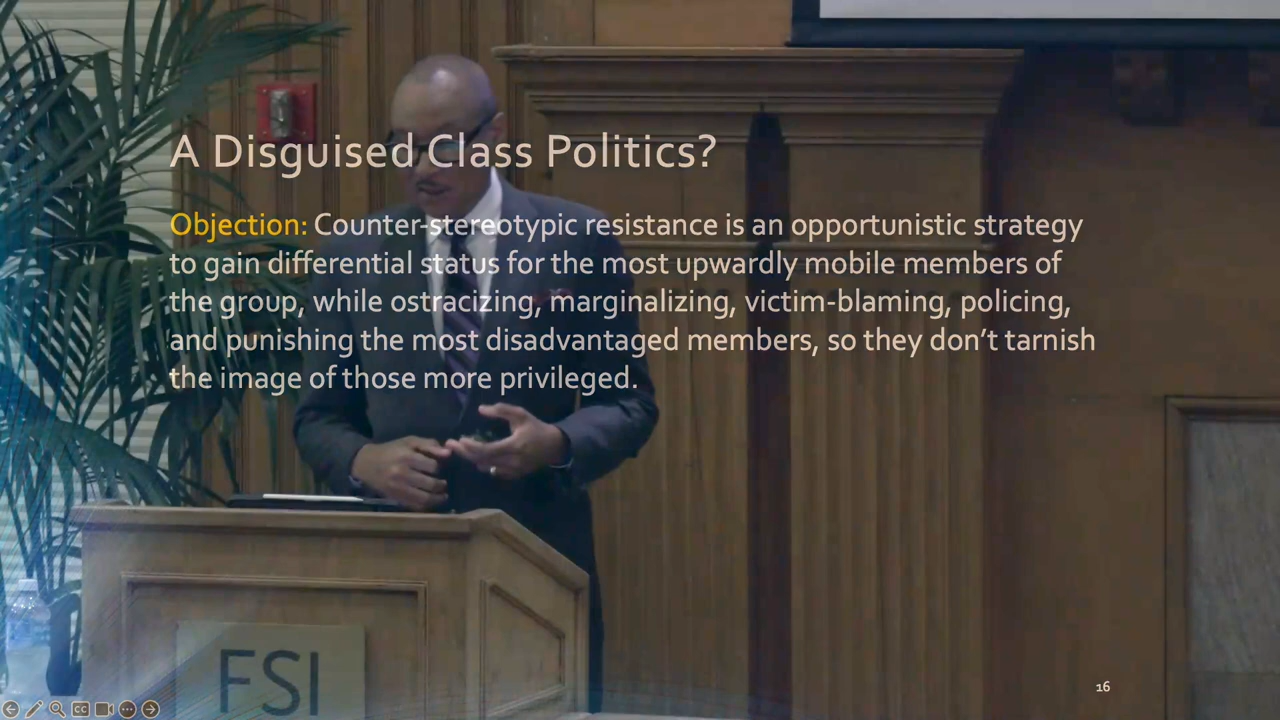 A Disguised Class Politics?
Objection: Counter-stereotypic resistance is an opportunistic strategy
to gain differential status for the most upwardly mobile members of
the group, while ostracizing, marginalizing, victim-blaming, policing,
and punishing the most disadvantaged members, so they don’t tarnish
the image of those more privileged.
FSI
16
CC